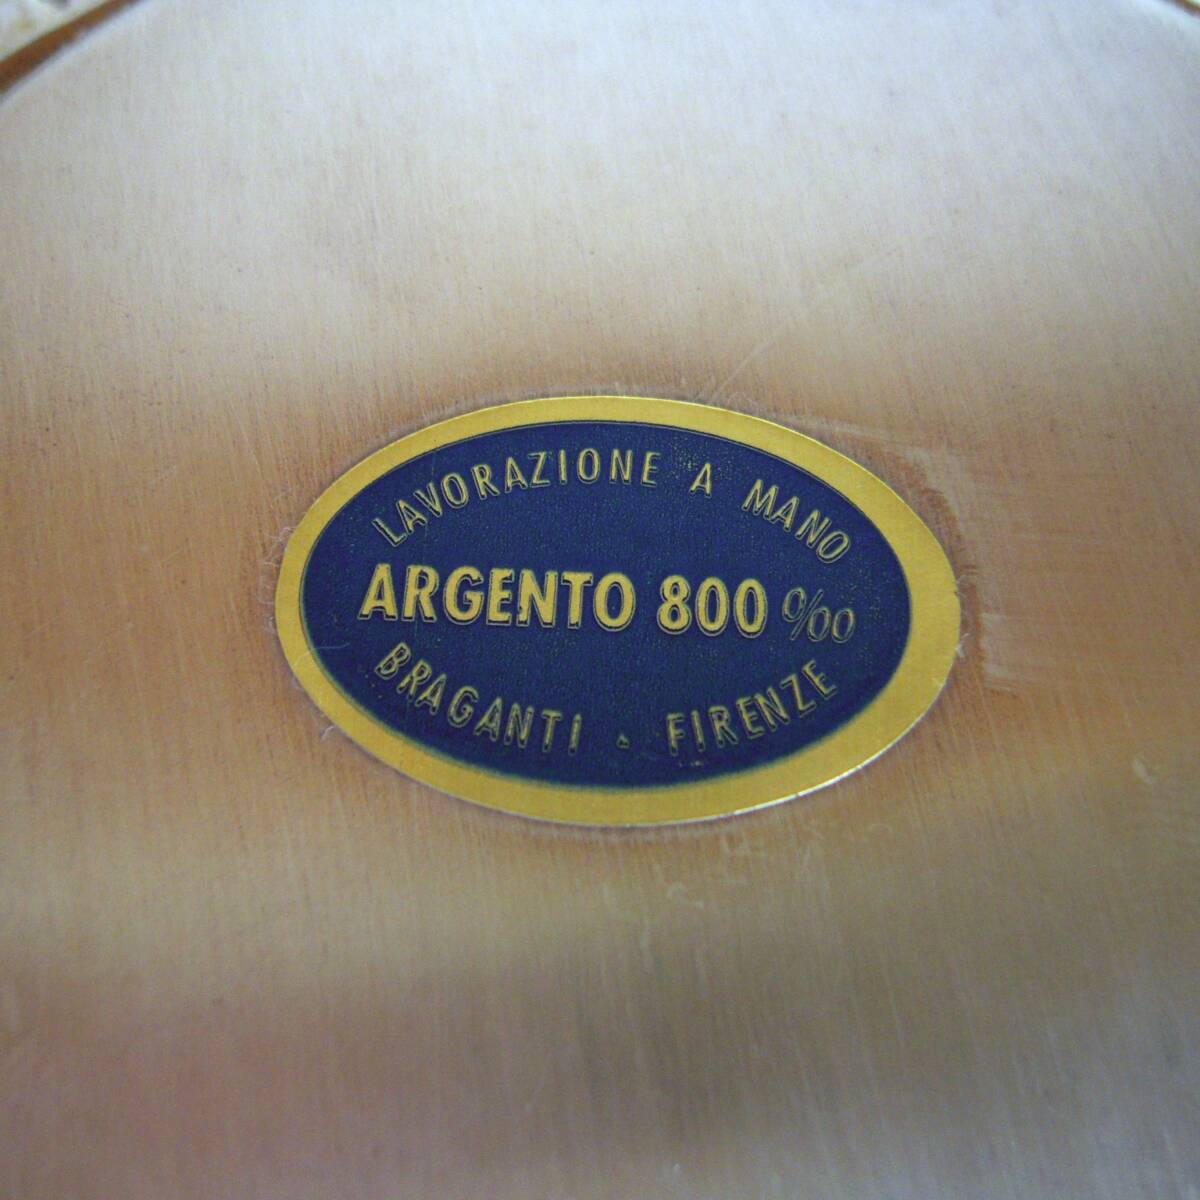 LAVORAZIONE A MANO
ARGENTO 800 ‰
BRAGANTI · FIRENZE